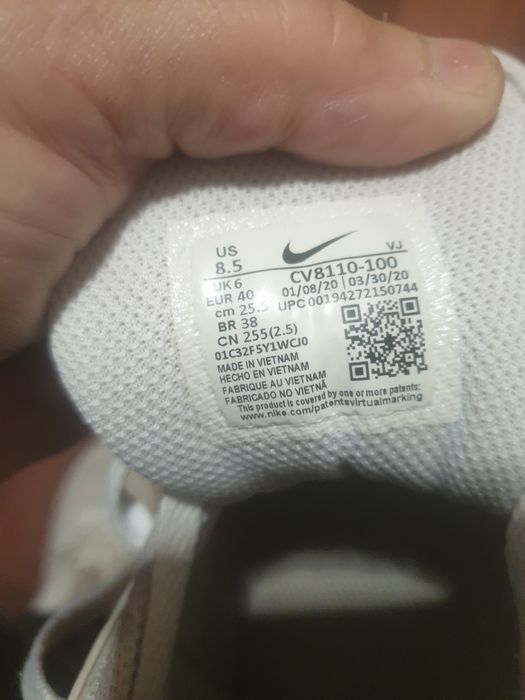 US
8.5
VJ
UK 6
CV8110-100
EUR 40
01/08/20 | 03/30/20
cm 25.5
UPC 00194272150744
BR 38
CN 255(2.5)
01C32F5Y1WCJ0
MADE IN VIETNAM
HECHO EN VIETNAM
FABRIQUE AU VIETNAM
FABRICADO NO VIETNÃ
This product is covered by one or more patents:
www.nike.com/patentsvirtualmarking